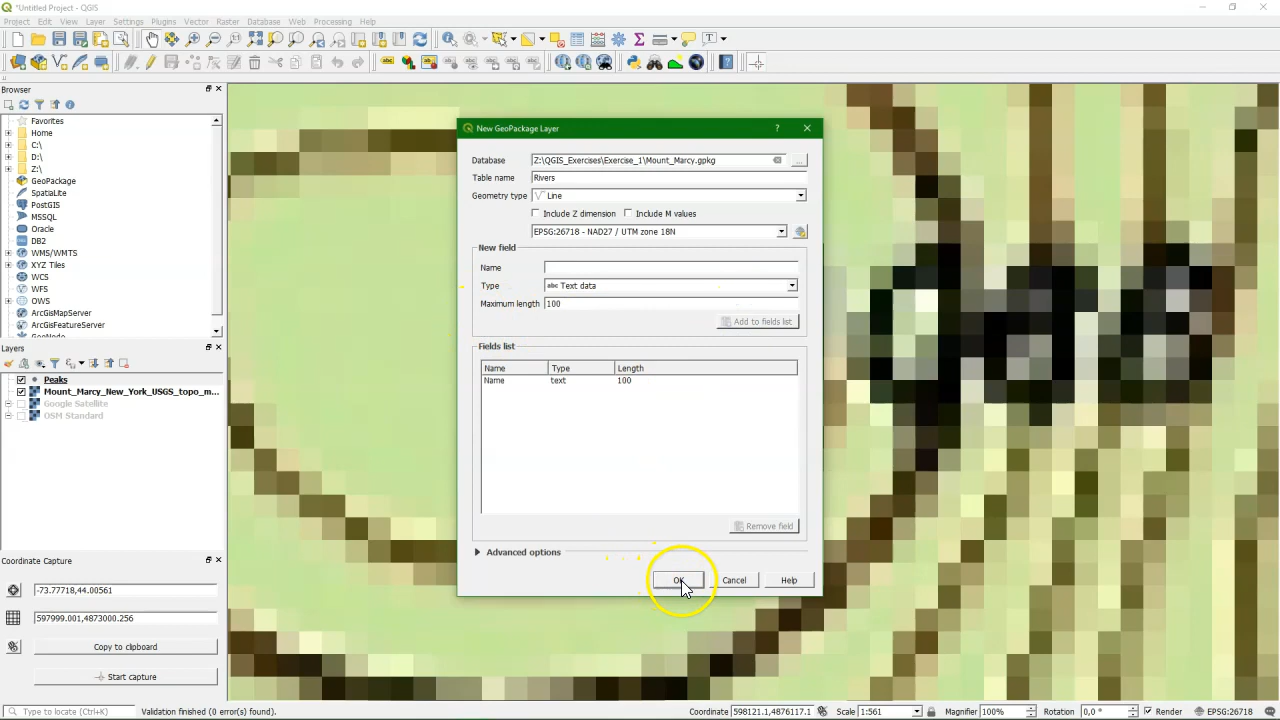 *Untitled Project - QGIS
Project Edit View Layer Settings Plugins Vector Raster Database Web Processing Help
Browser
Favorites
Home
C:\
D:\
Z:\
GeoPackage
SpatiaLite
PostGIS
MSSQL
Oracle
DB2
WMS/WMTS
XYZ Tiles
WCS
WFS
OWS
ArcGisMapServer
ArcGisFeatureServer
GeoNode
Layers
Peaks
Mount_Marcy_New_York_USGS_topo_m...
Google Satellite
OSM Standard
Coordinate Capture
-73.77718,44.00561
597999.001,4873000.256
Copy to clipboard
Start capture
New GeoPackage Layer
Database Z:\QGIS_Exercises\Exercise_1\Mount_Marcy.gpkg ...
Table name Rivers
Geometry type Line
Include Z dimension Include M values
EPSG:26718 - NAD27 / UTM zone 18N
New field
Name
Type abc Text data
Maximum length 100
Add to fields list
Fields list
Name Type Length
Name text 100
Remove field
Advanced options
OK Cancel Help
Type to locate (Ctrl+K) Validation finished (0 error(s) found). Coordinate 598121.1,4876117.1 Scale 1:561 Magnifier 100% Rotation 0,0 ° Render EPSG:26718